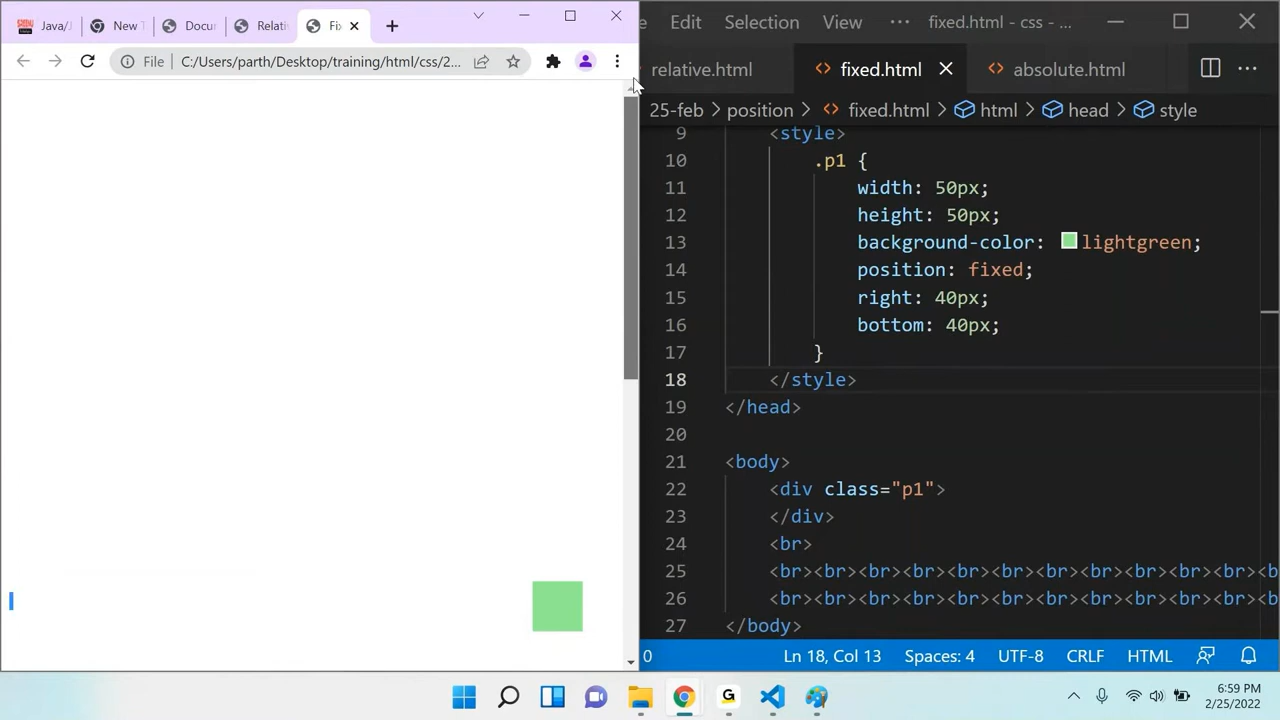 Java/J
New T
Docu
Relativ
Fix
File
C:/Users/parth/Desktop/training/html/css/2...
Edit
Selection
View
fixed.html - css - ...
relative.html
fixed.html
absolute.html
25-feb > position > fixed.html > html > head > style
9 <style>
10 .p1 {
11 width: 50px;
12 height: 50px;
13 background-color: lightgreen;
14 position: fixed;
15 right: 40px;
16 bottom: 40px;
17 }
18 </style>
19 </head>
20
21 <body>
22 <div class="p1">
23 </div>
24 <br>
25 <br><br><br><br><br><br><br><br><br><br><br><b
26 <br><br><br><br><br><br><br><br><br><br><br><b
27 </body>
0
Ln 18, Col 13
Spaces: 4
UTF-8
CRLF
HTML
G
6:59 PM
2/25/2022